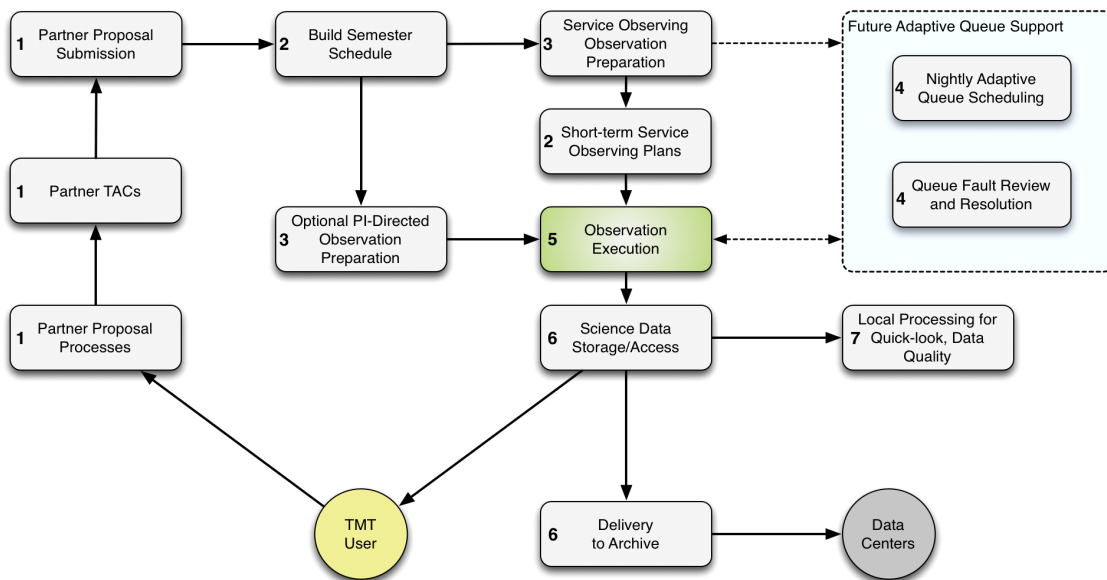 1
Partner Proposal
Submission
2
Build Semester
Schedule
3
Service Observing
Observation
Preparation
Future Adaptive Queue Support
4
Nightly Adaptive
Queue Scheduling
2
Short-term Service
Observing Plans
1
Partner TACs
4
Queue Fault Review
and Resolution
3
Optional PI-Directed
Observation
Preparation
5
Observation
Execution
1
Partner Proposal
Processes
6
Science Data
Storage/Access
7
Local Processing for
Quick-look, Data
Quality
TMT
User
6
Delivery
to Archive
Data
Centers